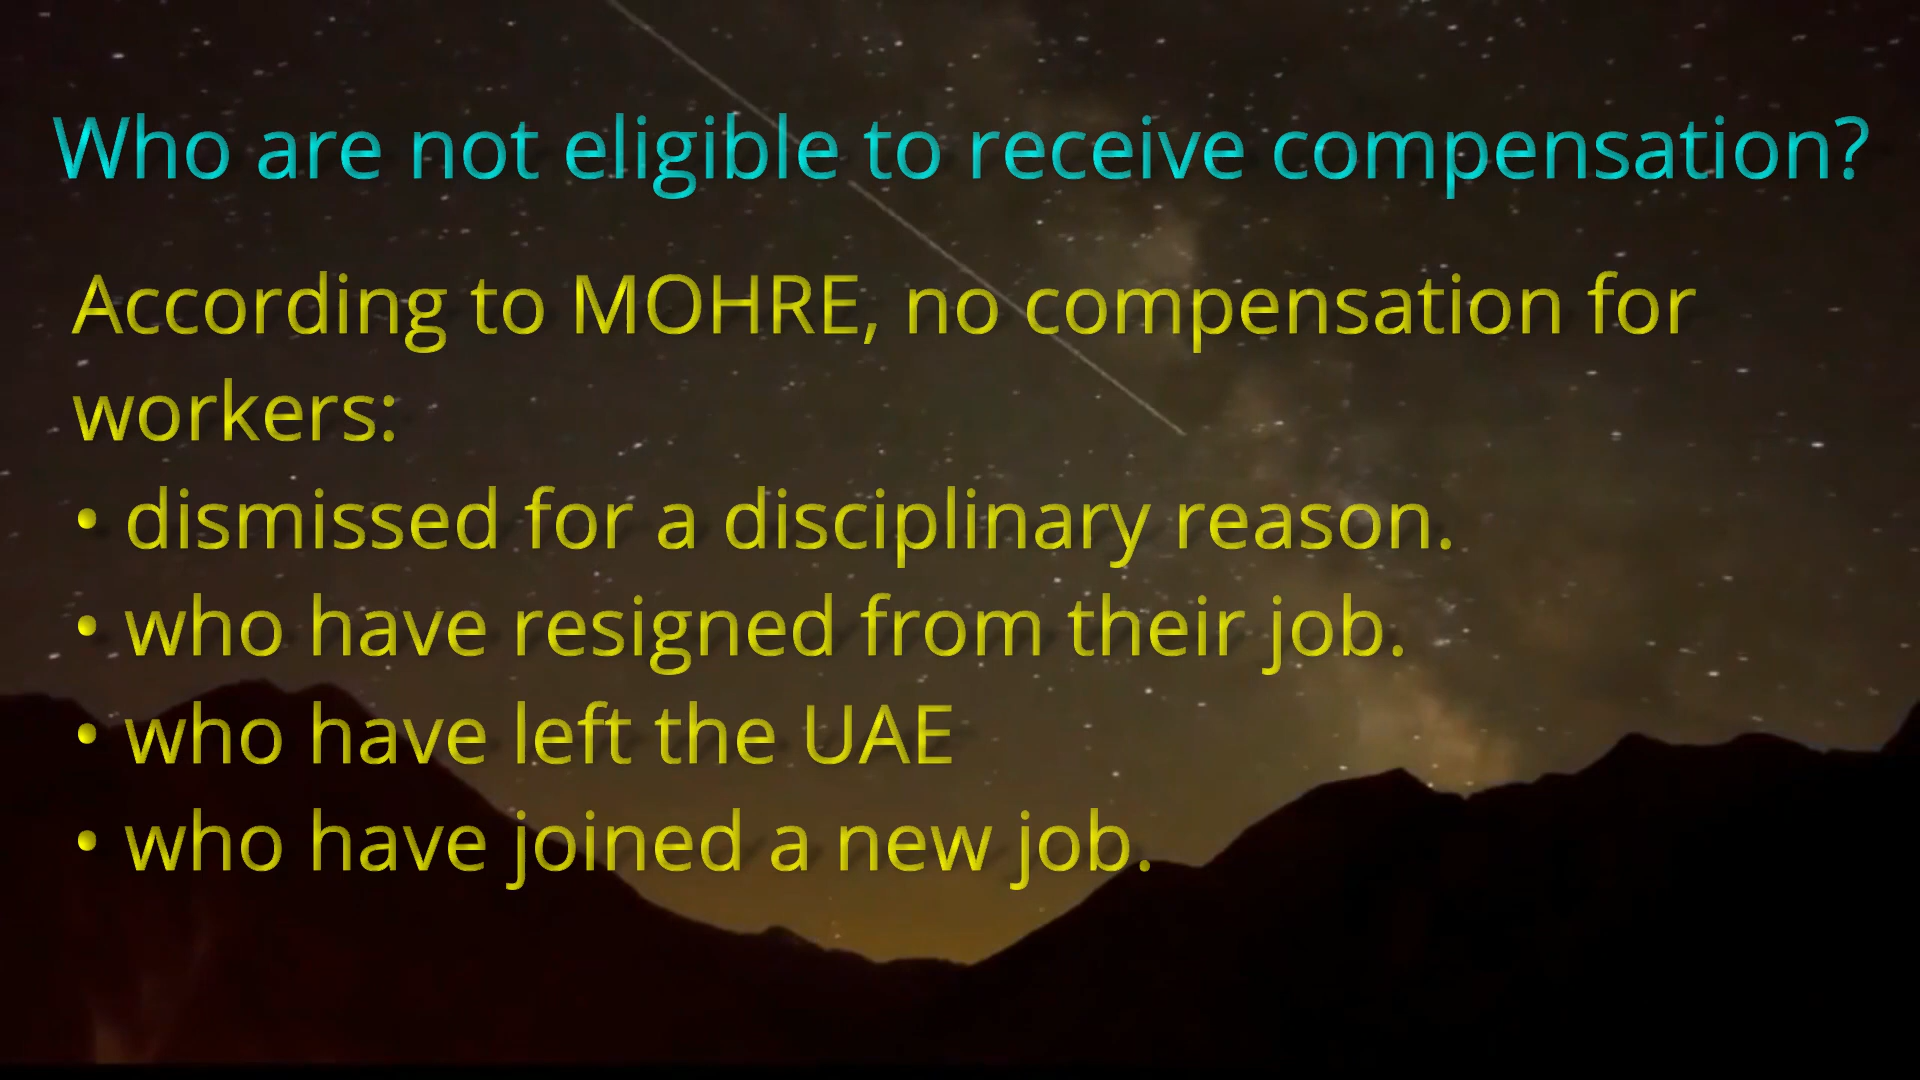 Who are not eligible to receive compensation?
According to MOHRE, no compensation for
workers:
• dismissed for a disciplinary reason.
• who have resigned from their job.
• who have left the UAE
• who have joined a new job.